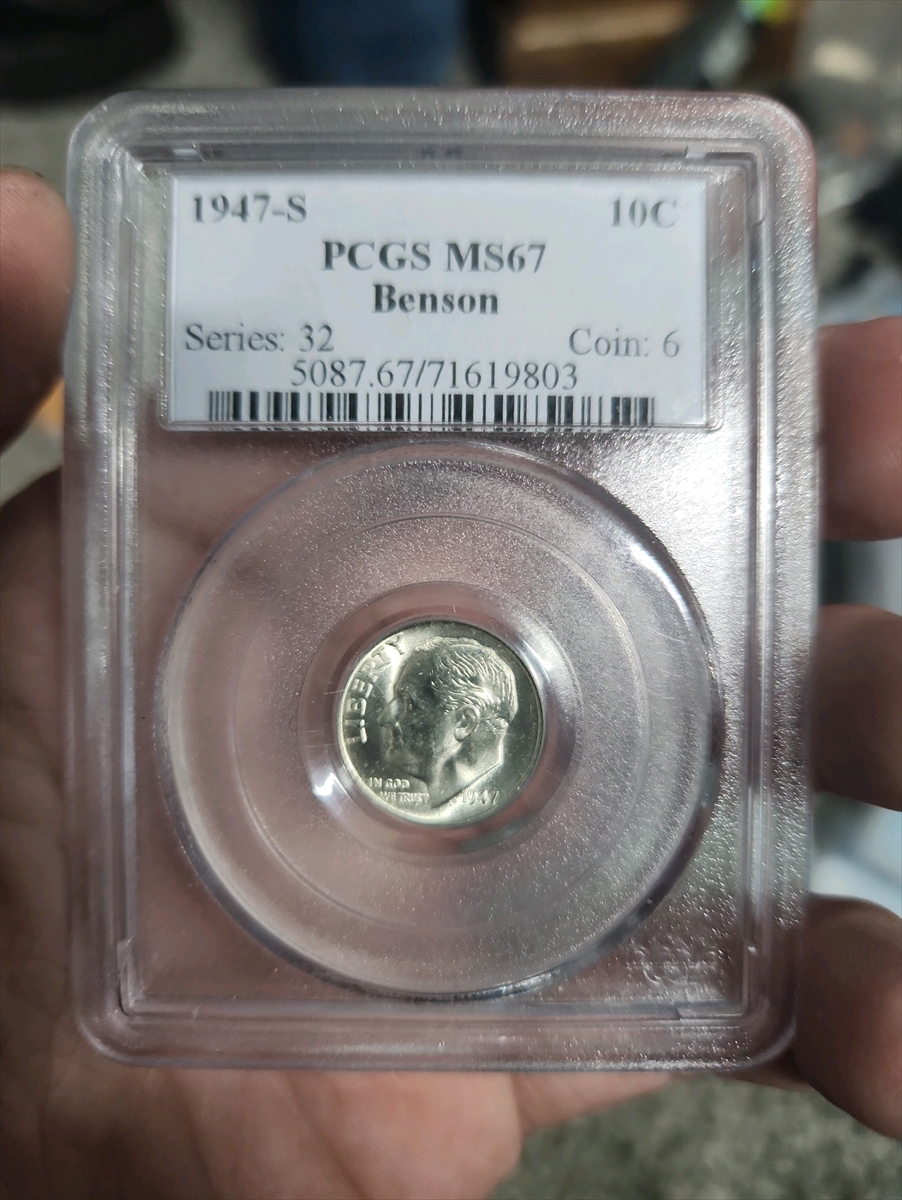 1947-S 10C
PCGS MS67
Benson
Series: 32 Coin: 6
5087.67/71619803
LIBERTY
IN GOD
WE TRUST
S 1947